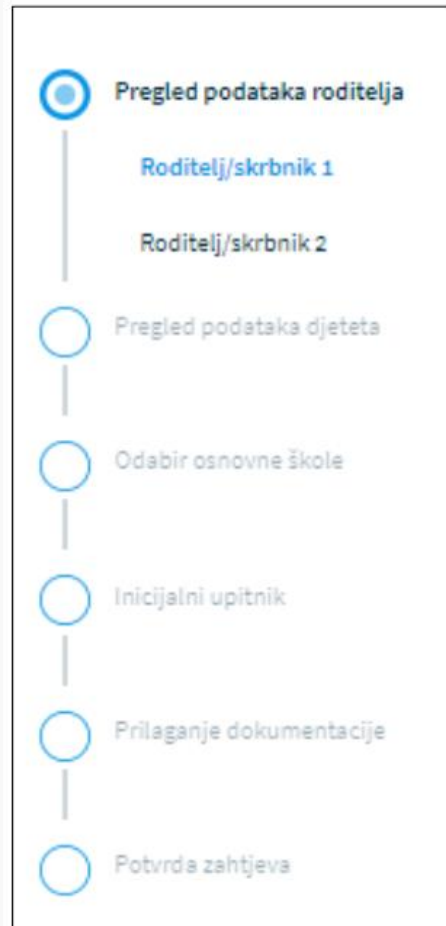 Pregled podataka roditelja
Roditelj/skrbnik 1
Roditelj/skrbnik 2
Pregled podataka djeteta
Odabir osnovne škole
Inicijalni upitnik
Prilaganje dokumentacije
Potvrda zahtjeva